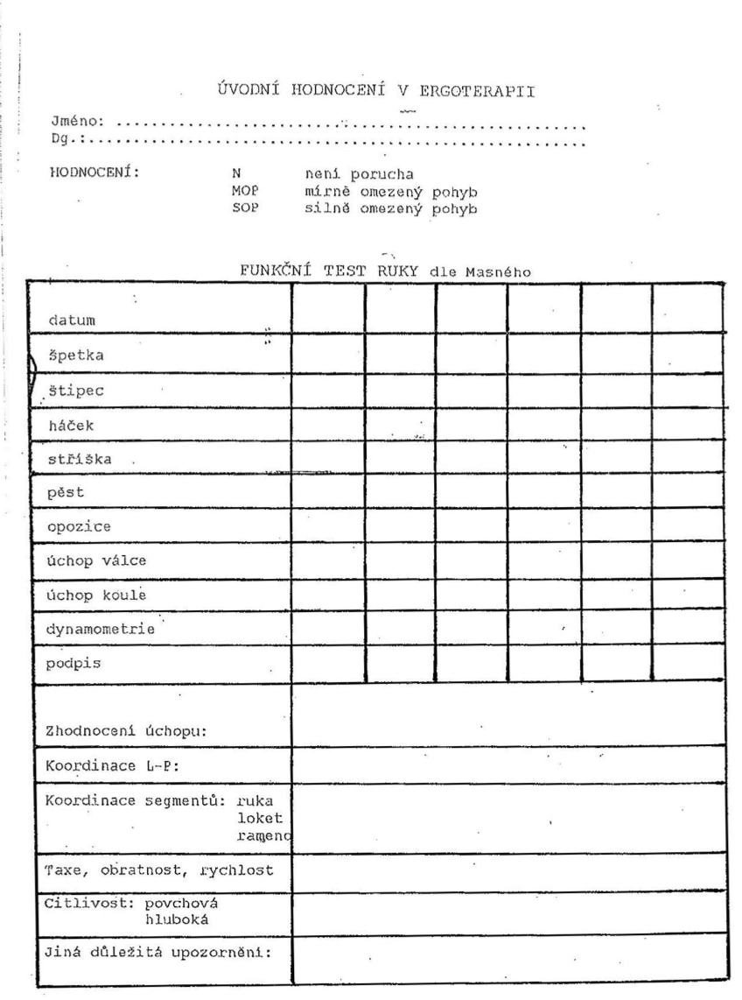 ÚVODNÍ HODNOCENÍ V ERGOTERAPII
Jméno: .....................................................
Dg.:........................................................
HODNOCENÍ: N není porucha
MOP mírně omezený pohyb
SOP silně omezený pohyb
FUNKČNÍ TEST RUKY dle Masného
datum
špetka
štipec
háček
stříška
pěst
opozice
úchop válce
úchop koule
dynamometrie
podpis
Zhodnocení úchopu:
Koordinace L-P:
Koordinace segmentů: ruka
loket
rameno
Taxe, obratnost, rychlost
Citlivost: povchová
hluboká
Jiná důležitá upozornění: